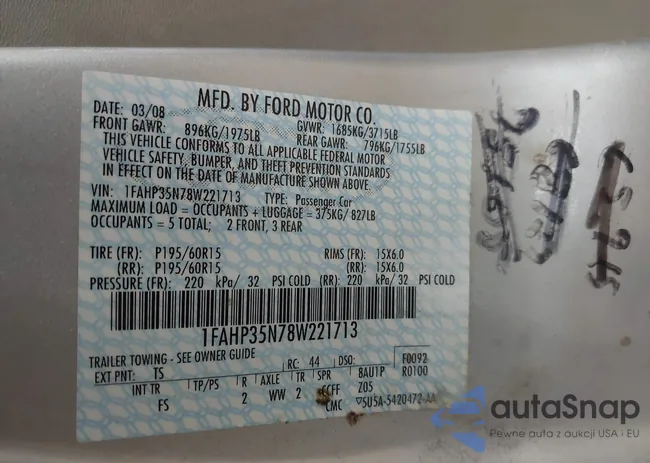 MFD. BY FORD MOTOR CO.
DATE: 03/08 GVWR: 1685KG/3715LB
FRONT GAWR: 896KG/1975LB REAR GAWR: 796KG/1755LB
THIS VEHICLE CONFORMS TO ALL APPLICABLE FEDERAL MOTOR
VEHICLE SAFETY, BUMPER, AND THEFT PREVENTION STANDARDS
IN EFFECT ON THE DATE OF MANUFACTURE SHOWN ABOVE.
VIN: 1FAHP35N78W221713 TYPE: Passenger Car
MAXIMUM LOAD = OCCUPANTS + LUGGAGE = 375KG/ 827LB
OCCUPANTS = 5 TOTAL; 2 FRONT, 3 REAR
TIRE (FR): P195/60R15 RIMS (FR): 15X6.0
(RR): P195/60R15 (RR): 15X6.0
PRESSURE (FR): 220 kPa/ 32 PSI COLD (RR): 220 kPa/ 32 PSI COLD
1FAHP35N78W221713
TRAILER TOWING - SEE OWNER GUIDE F0092
EXT PNT: TS RC: 44 DSO: R0100
INT TR TP/PS R AXLE TR SPR BAU1P
FS 2 WW 2 CCFF Z05
CMC ▽5U5A-5420472-AA
autaSnap
Pewne auta z aukcji USA i EU